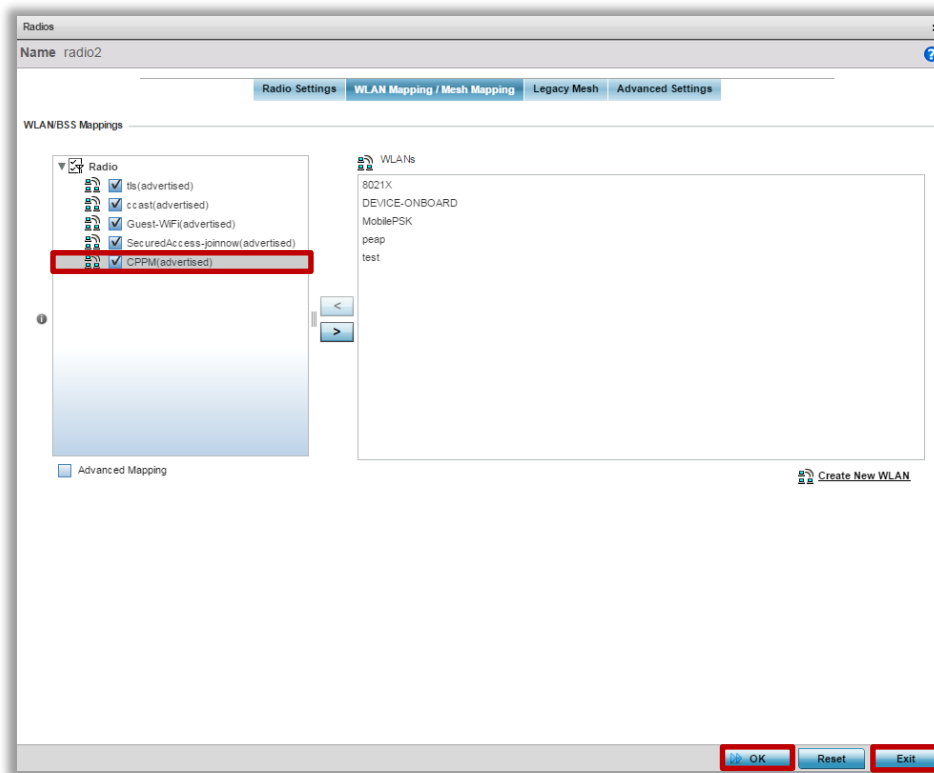 Radios
Name radio2
?
Radio Settings WLAN Mapping / Mesh Mapping Legacy Mesh Advanced Settings
WLAN/BSS Mappings
Radio
tls(advertised)
ccast(advertised)
Guest-WiFi(advertised)
SecuredAccess-joinnow(advertised)
CPPM(advertised)
WLANs
8021X
DEVICE-ONBOARD
MobilePSK
peap
test
<
>
Advanced Mapping
Create New WLAN
OK Reset Exit